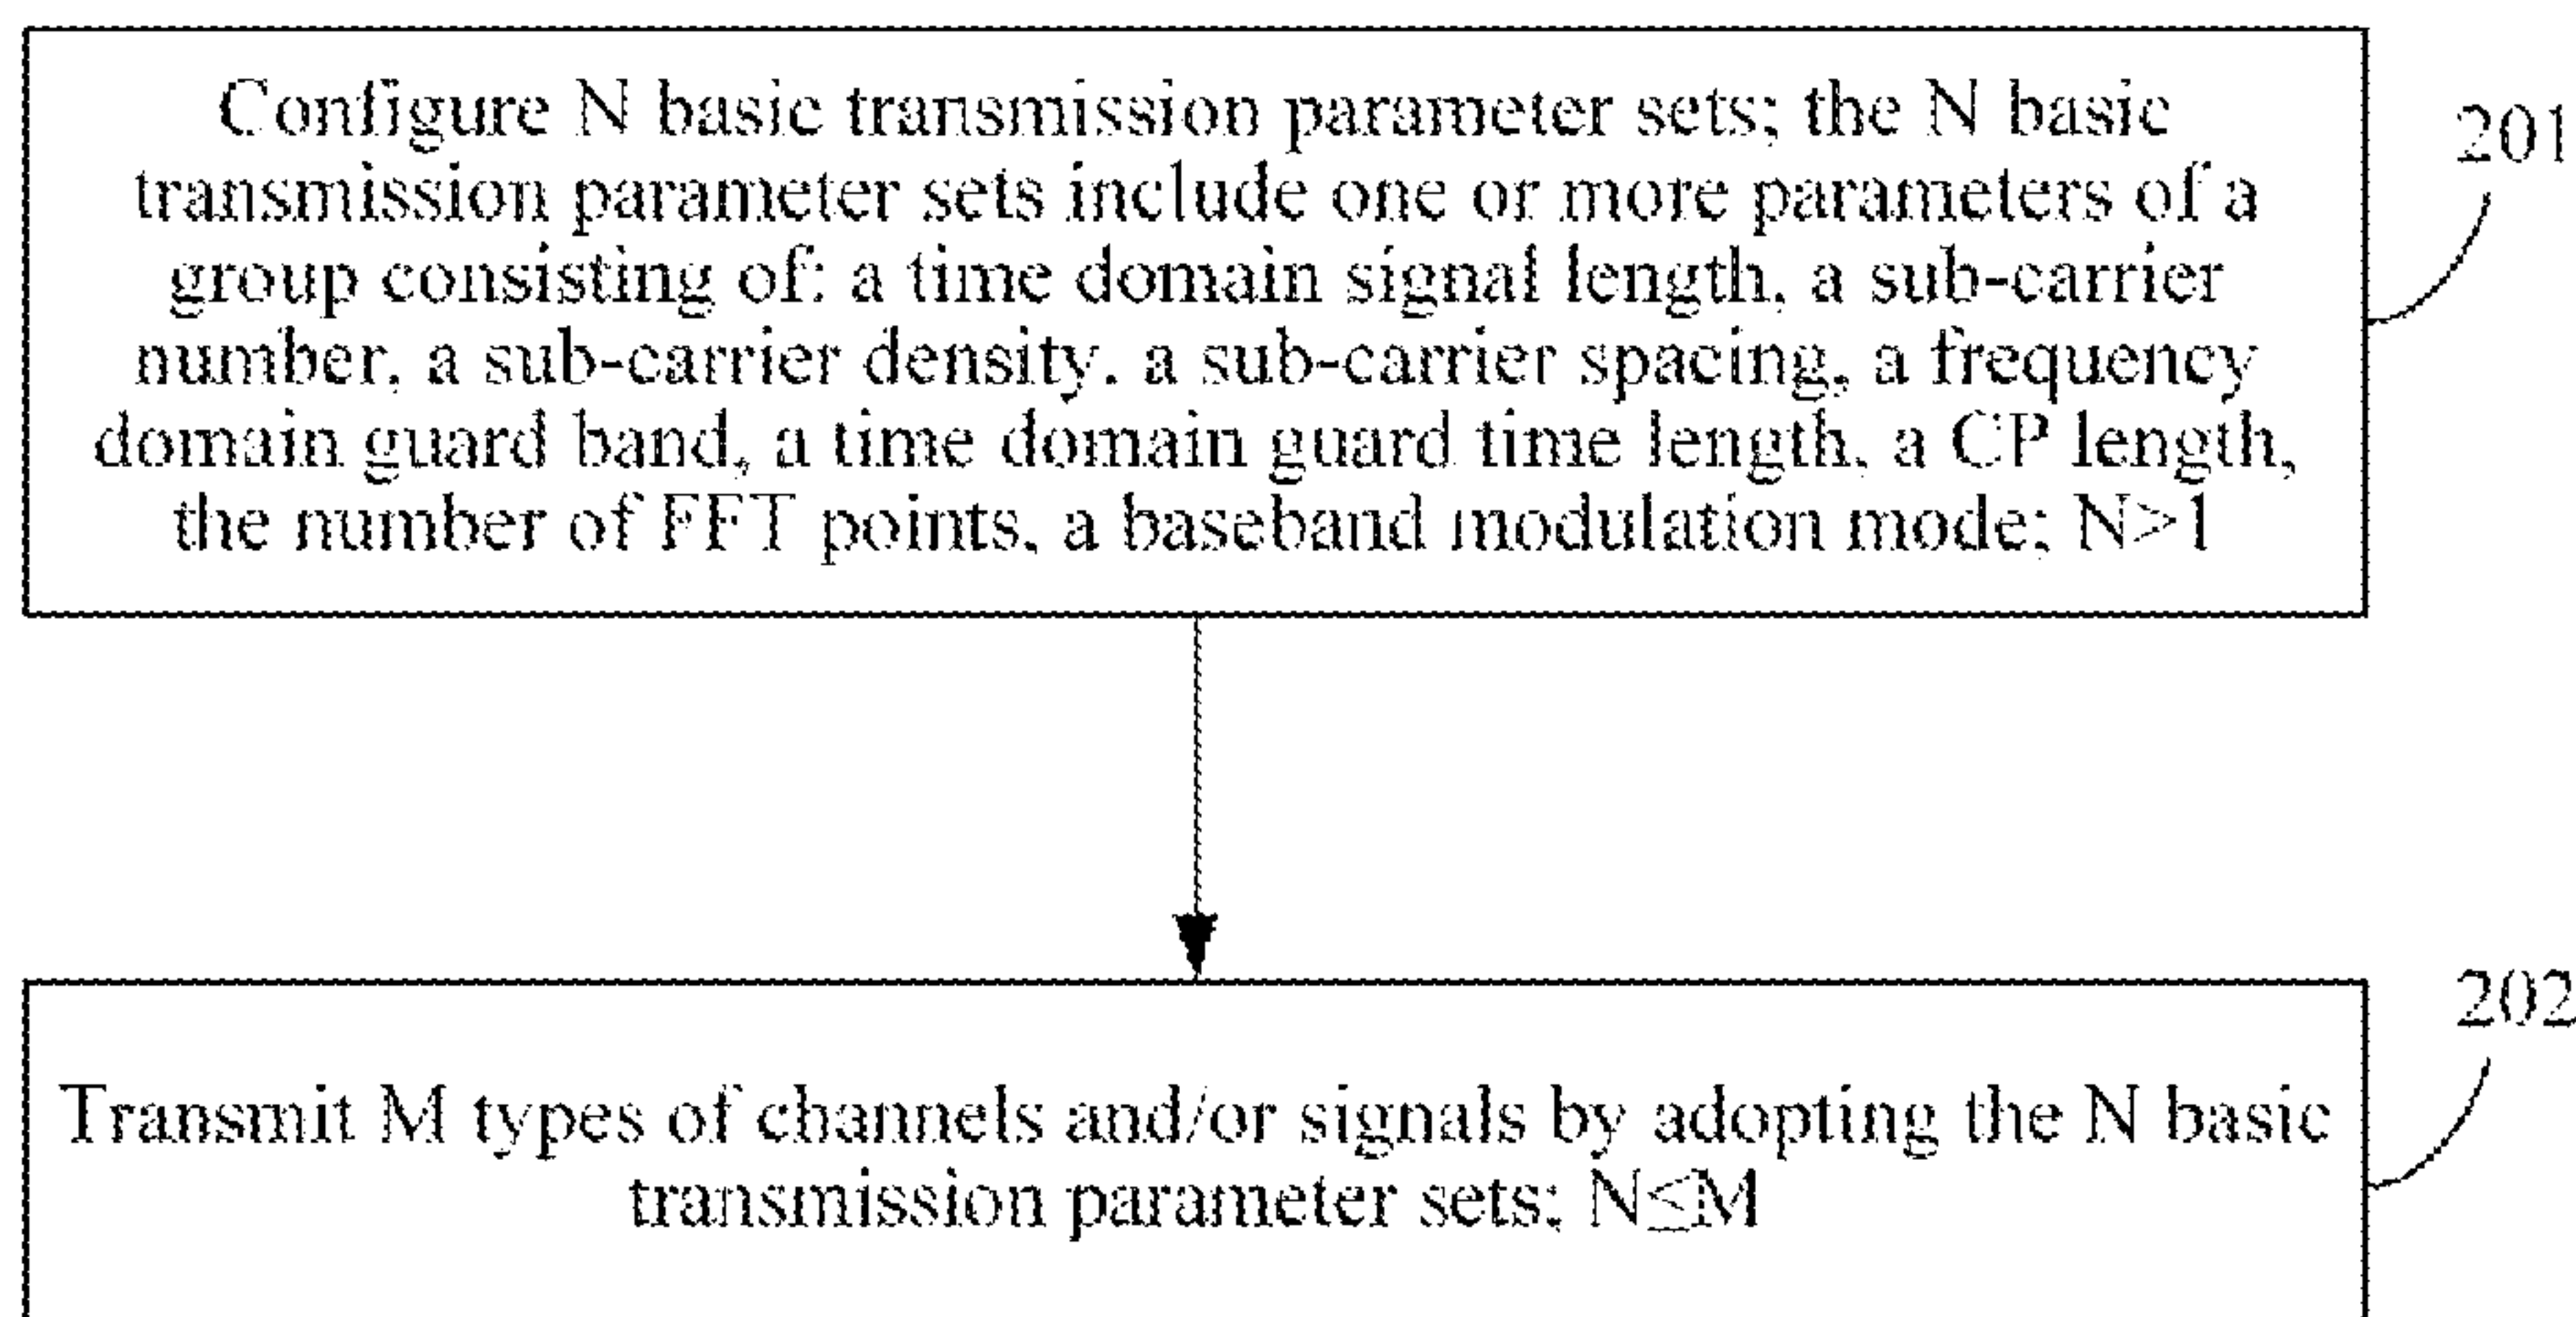 Configure N basic transmission parameter sets; the N basic
transmission parameter sets include one or more parameters of a
group consisting of: a time domain signal length, a sub-carrier
number, a sub-carrier density, a sub-carrier spacing, a frequency
domain guard band, a time domain guard time length, a CP length,
the number of FFT points, a baseband modulation mode; N>1
201
Transmit M types of channels and/or signals by adopting the N basic
transmission parameter sets; N≤M
202